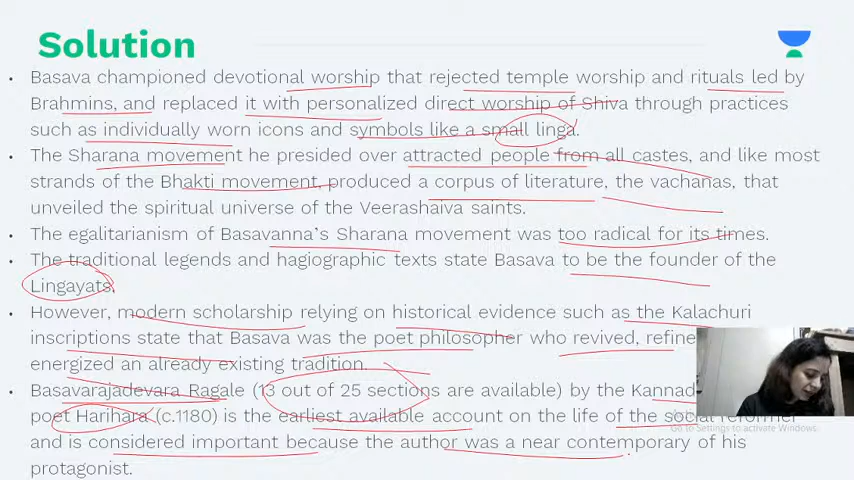 Solution
Basava championed devotional worship that rejected temple worship and rituals led by
Brahmins, and replaced it with personalized direct worship of Shiva through practices
such as individually worn icons and symbols like a small linga.
The Sharana movement he presided over attracted people from all castes, and like most
strands of the Bhakti movement, produced a corpus of literature, the vachanas, that
unveiled the spiritual universe of the Veerashaiva saints.
The egalitarianism of Basavanna's Sharana movement was too radical for its times.
The traditional legends and hagiographic texts state Basava to be the founder of the
Lingayats.
However, modern scholarship relying on historical evidence such as the Kalachuri
inscriptions state that Basava was the poet philosopher who revived, refine
energized an already existing tradition.
Basavarajadevara Ragale (13 out of 25 sections are available) by the Kannad
poet Harihara (c.1180) is the earliest available account on the life of the social reformer
and is considered important because the author was a near contemporary of his
Go to Settings to activate Windows.
protagonist.